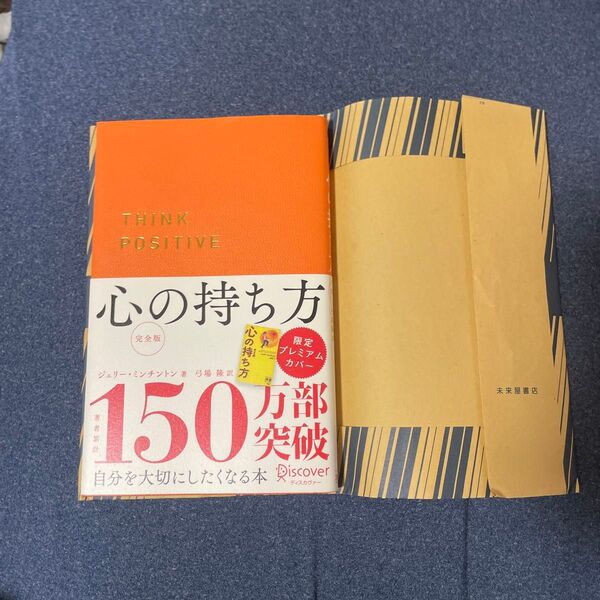 THINK
POSITIVE
心の持ち方
完全版
限定
プレミアム
カバー
心の持ち方
ジェリー・ミンチントン 著 弓場 隆 訳
著者累計
150万部
突破
自分を大切にしたくなる本
Discover
ディスカヴァー
未来屋書店